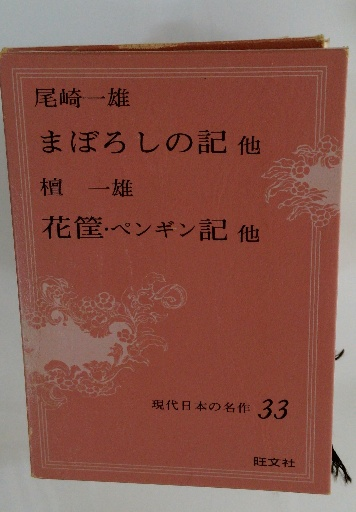 尾崎一雄
まぼろしの記 他
檀 一雄
花筐・ペンギン記 他
現代日本の名作 33
旺文社